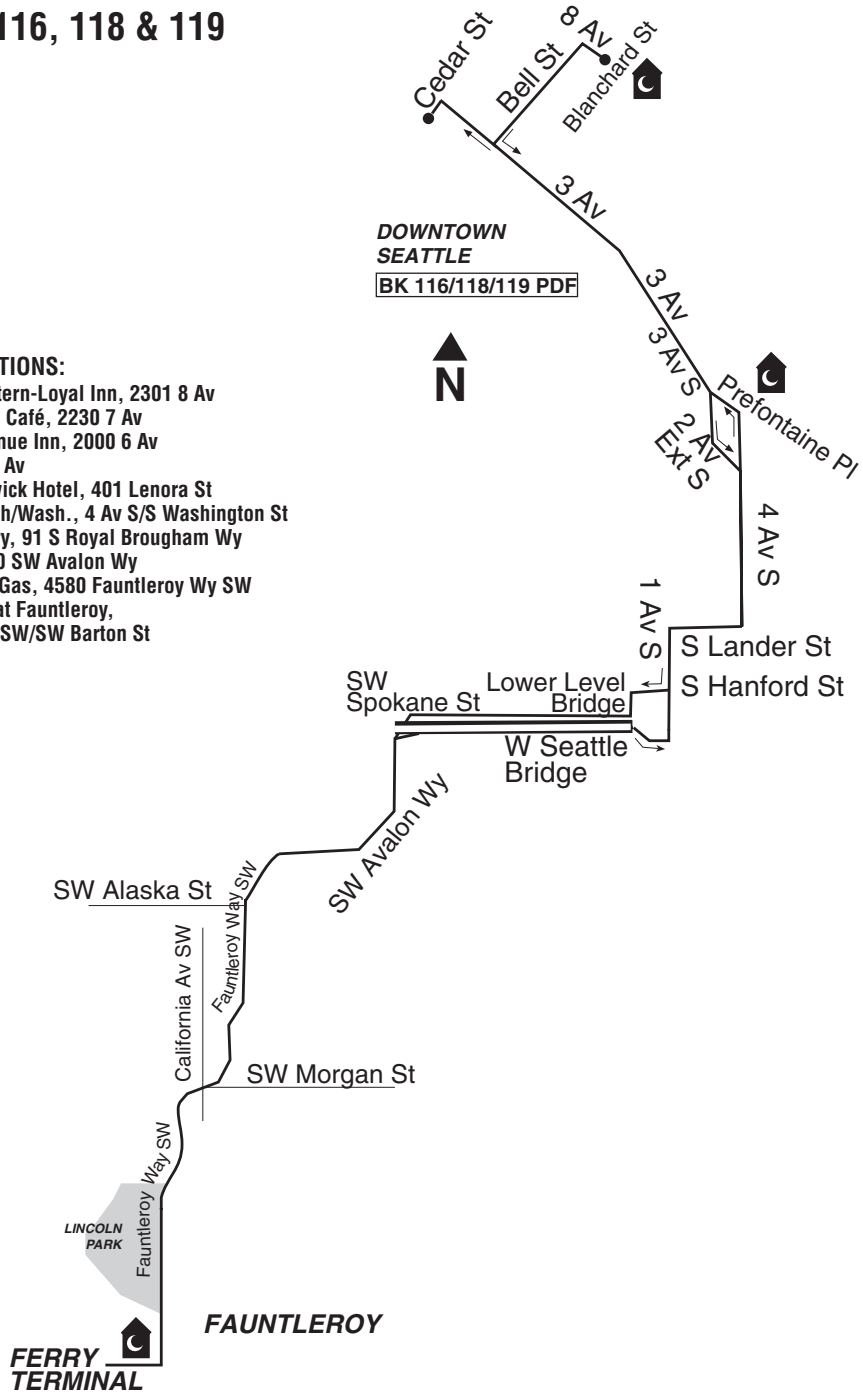 116, 118 & 119
Cedar St
Bell St
8 Av
Blanchard St
3 Av
DOWNTOWN
SEATTLE
BK 116/118/119 PDF
N
3 Av
3 Av S
Prefontaine Pl
2 Av
Ext S
4 Av S
TIONS:
tern-Loyal Inn, 2301 8 Av
Café, 2230 7 Av
nue Inn, 2000 6 Av
Av
ick Hotel, 401 Lenora St
h/Wash., 4 Av S/S Washington St
y, 91 S Royal Brougham Wy
0 SW Avalon Wy
Gas, 4580 Fauntleroy Wy SW
at Fauntleroy,
SW/SW Barton St
1 Av S
S Lander St
S Hanford St
SW
Spokane St
Lower Level
Bridge
W Seattle
Bridge
SW Avalon Wy
SW Alaska St
Fauntleroy Way SW
California Av SW
SW Morgan St
Fauntleroy Way SW
LINCOLN
PARK
FAUNTLEROY
FERRY
TERMINAL